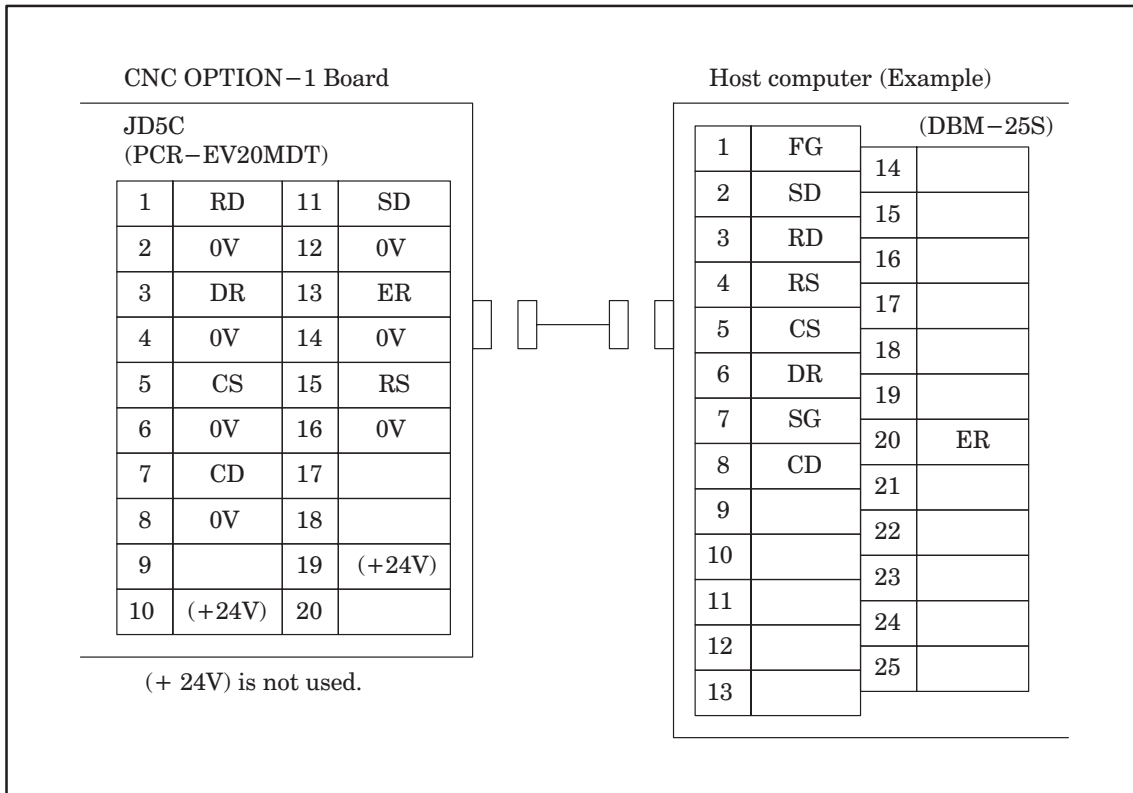 CNC OPTION−1 Board
JD5C
(PCR−EV20MDT)
1 RD 11 SD
2 0V 12 0V
3 DR 13 ER
4 0V 14 0V
5 CS 15 RS
6 0V 16 0V
7 CD 17
8 0V 18
9 19 (+24V)
10 (+24V) 20
(+ 24V) is not used.
Host computer (Example)
(DBM−25S)
1 FG
2 SD
3 RD
4 RS
5 CS
6 DR
7 SG
8 CD
9
10
11
12
13
14
15
16
17
18
19
20 ER
21
22
23
24
25